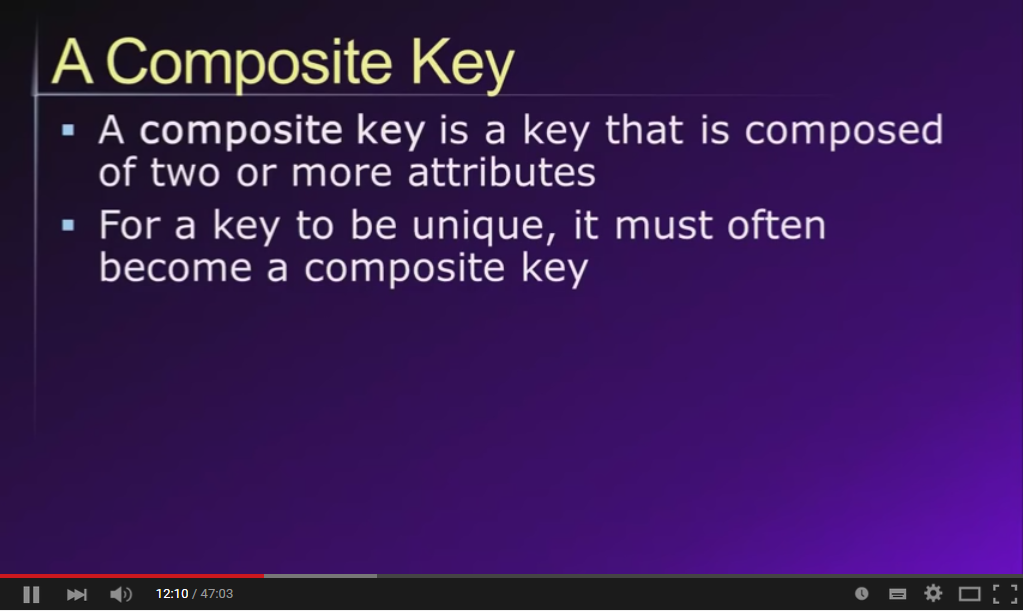 A Composite Key
▪ A composite key is a key that is composed
of two or more attributes
▪ For a key to be unique, it must often
become a composite key
12:10 / 47:03